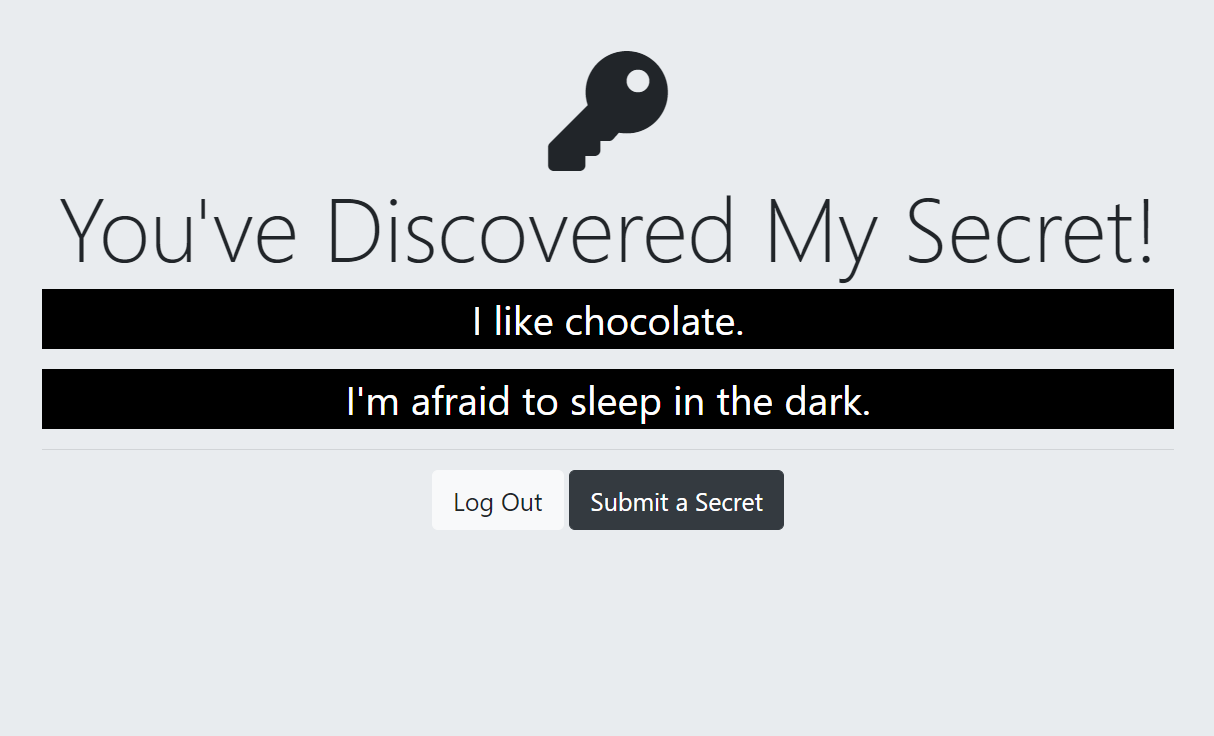 You've Discovered My Secret!
I like chocolate.
I'm afraid to sleep in the dark.
Log Out
Submit a Secret